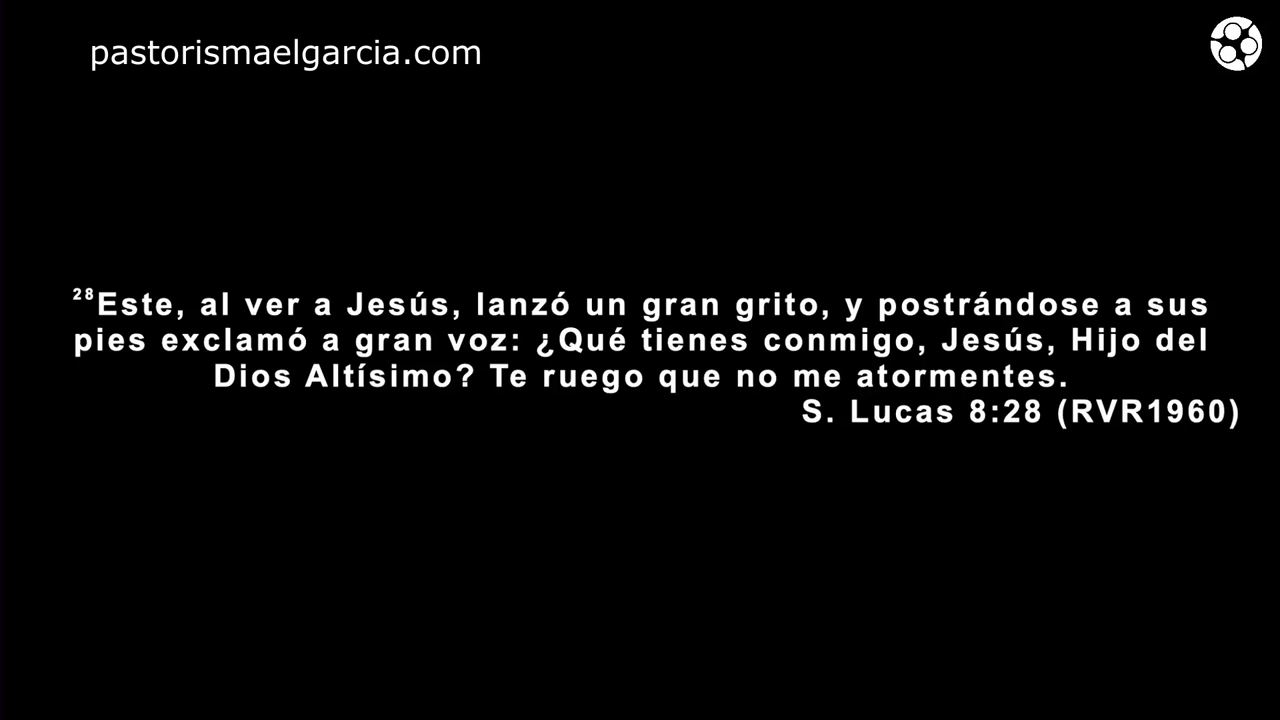 pastorismaelgarcia.com
²⁸Este, al ver a Jesús, lanzó un gran grito, y postrándose a sus
pies exclamó a gran voz: ¿Qué tienes conmigo, Jesús, Hijo del
Dios Altísimo? Te ruego que no me atormentes.
S. Lucas 8:28 (RVR1960)